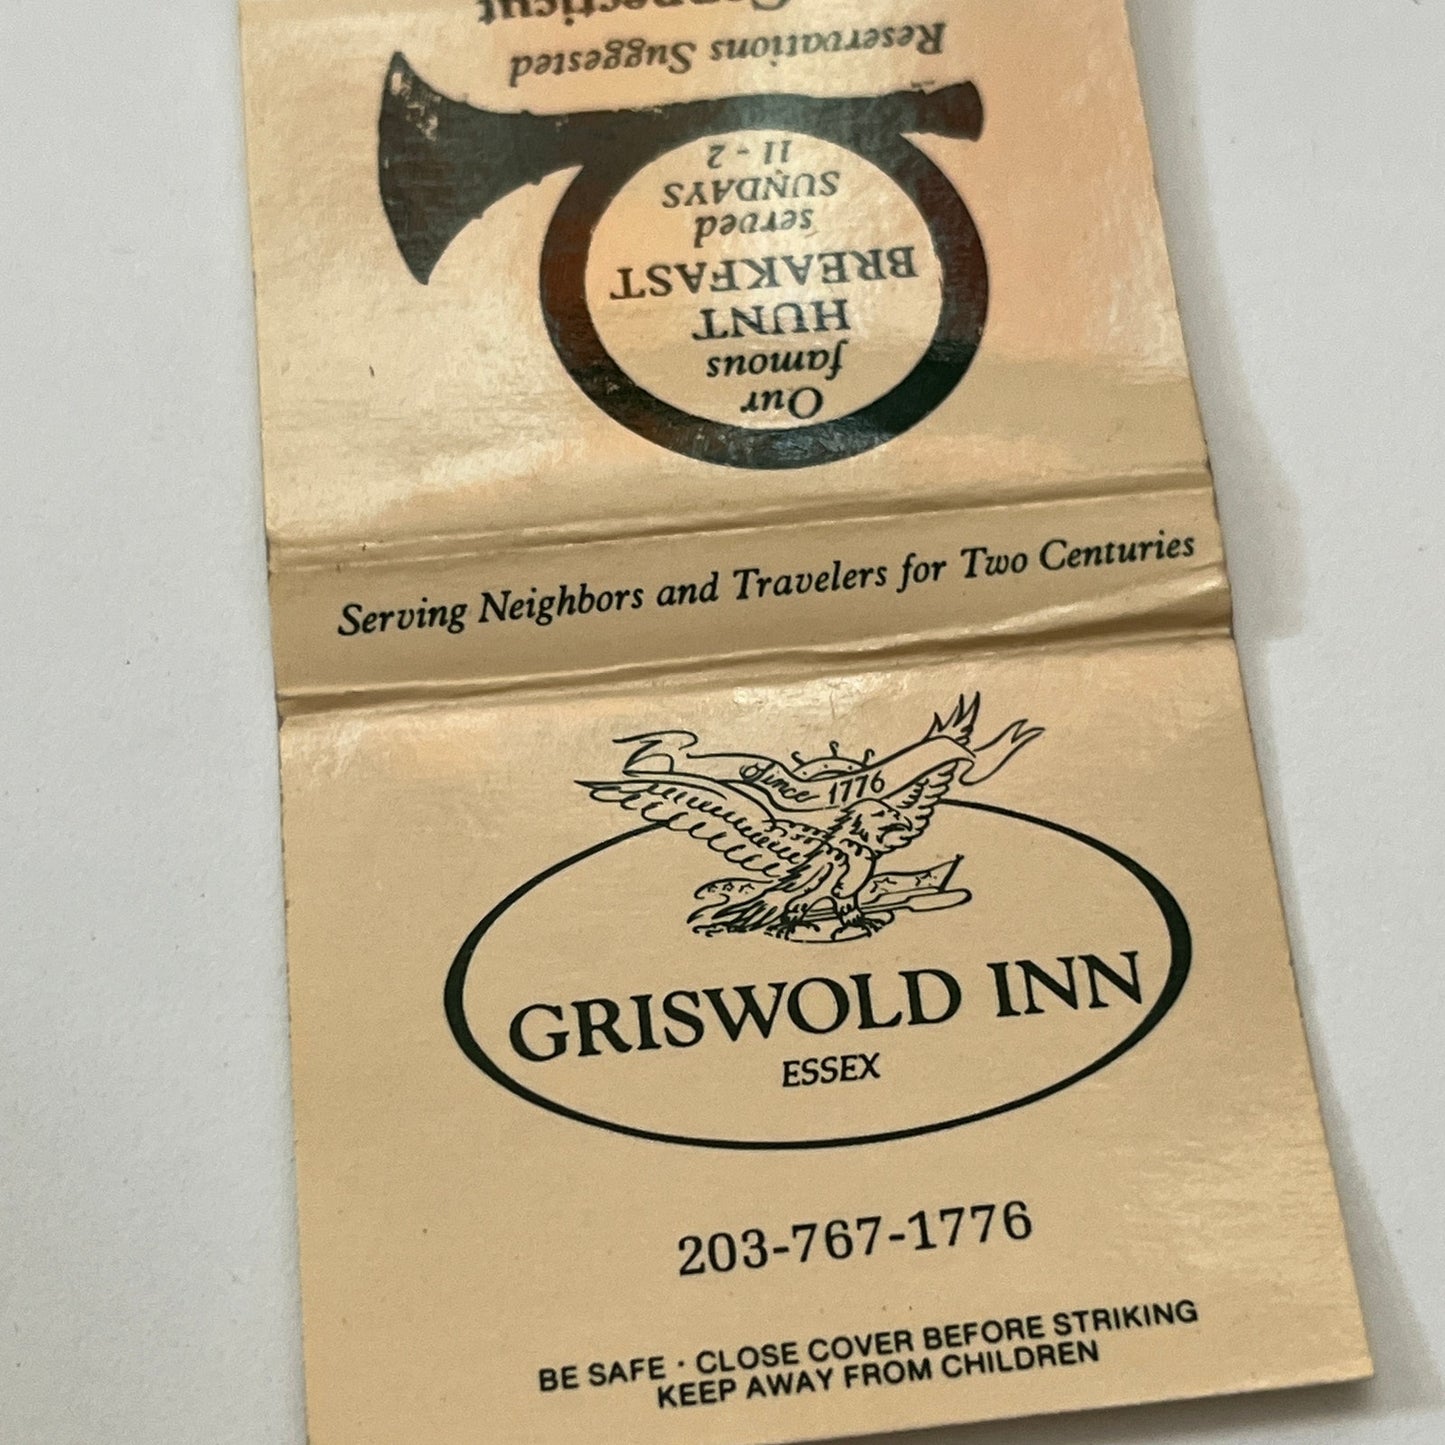 Connecticut
Reservations Suggested
Our
famous
HUNT
BREAKFAST
served
SUNDAYS
11 - 2
Serving Neighbors and Travelers for Two Centuries
Since 1776
GRISWOLD INN
ESSEX
203-767-1776
BE SAFE · CLOSE COVER BEFORE STRIKING
KEEP AWAY FROM CHILDREN